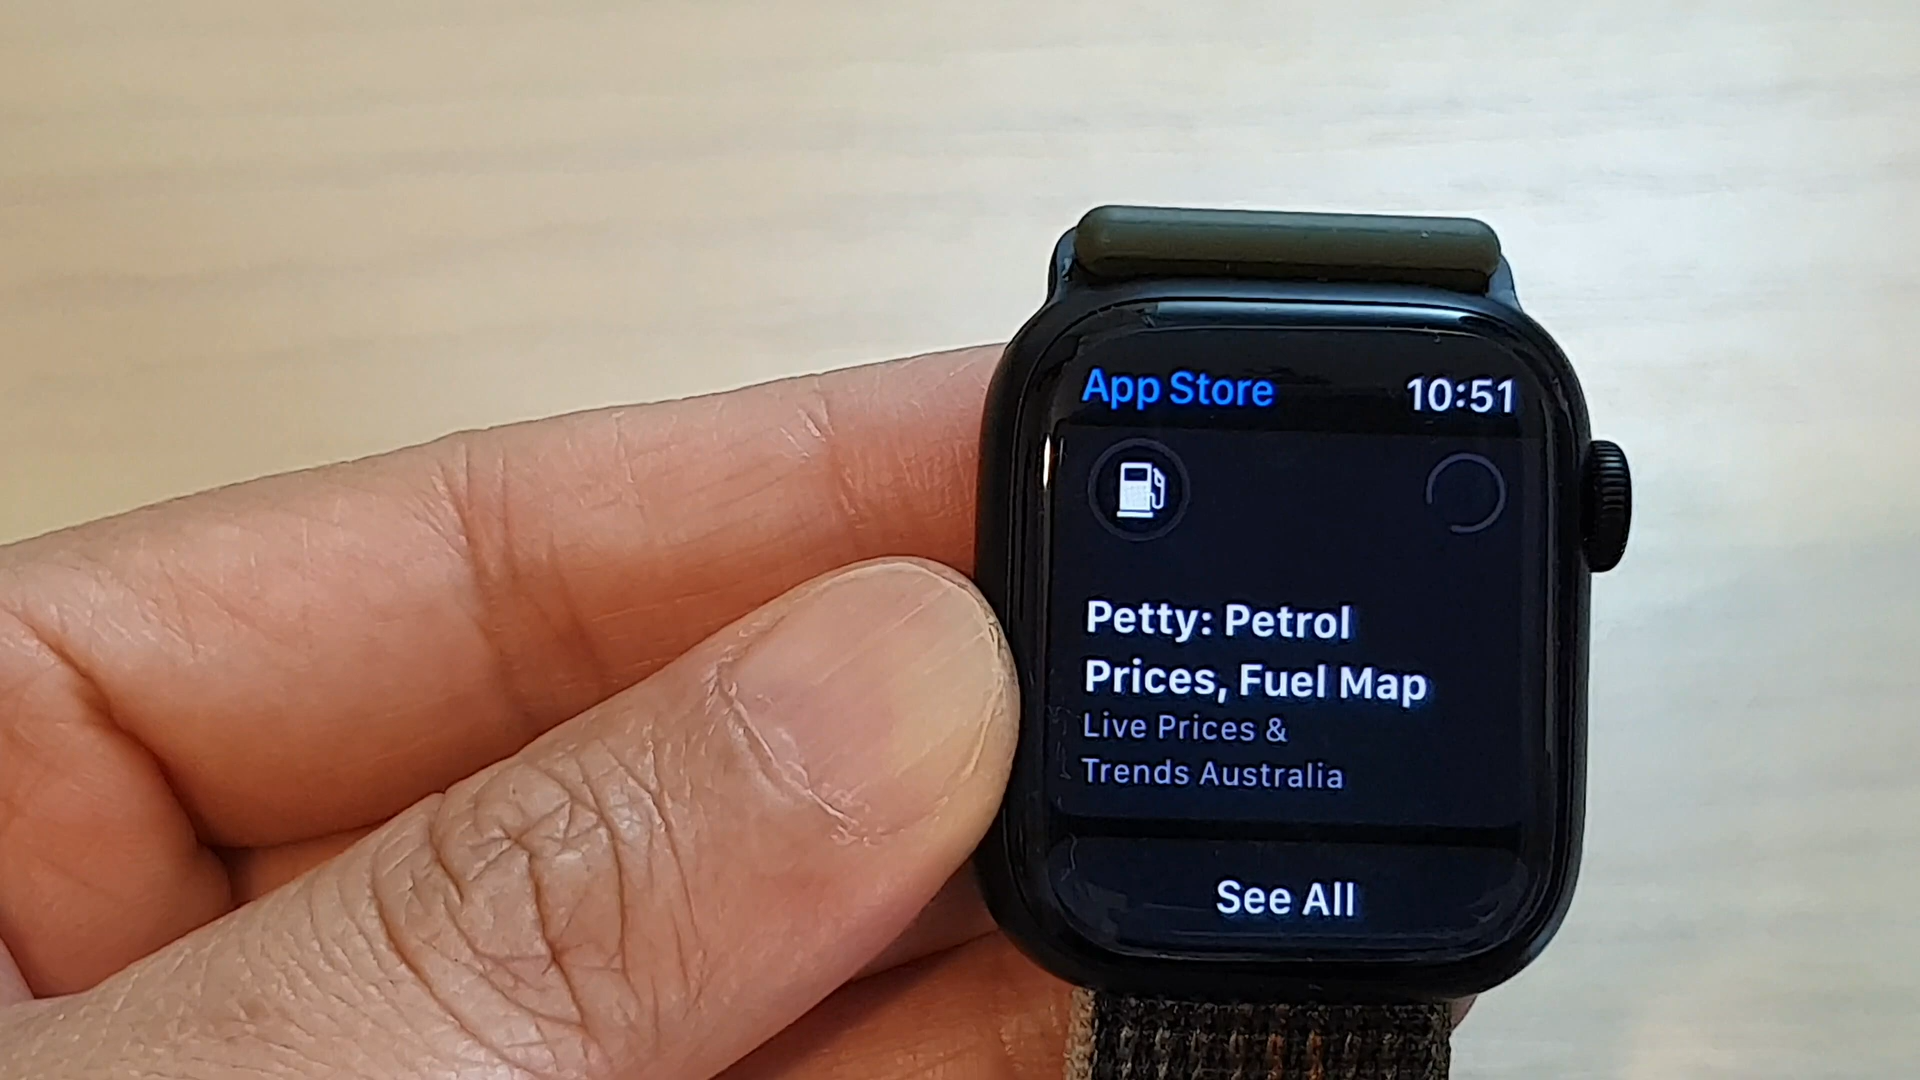 App Store 10:51
Petty: Petrol
Prices, Fuel Map
Live Prices &
Trends Australia
See All